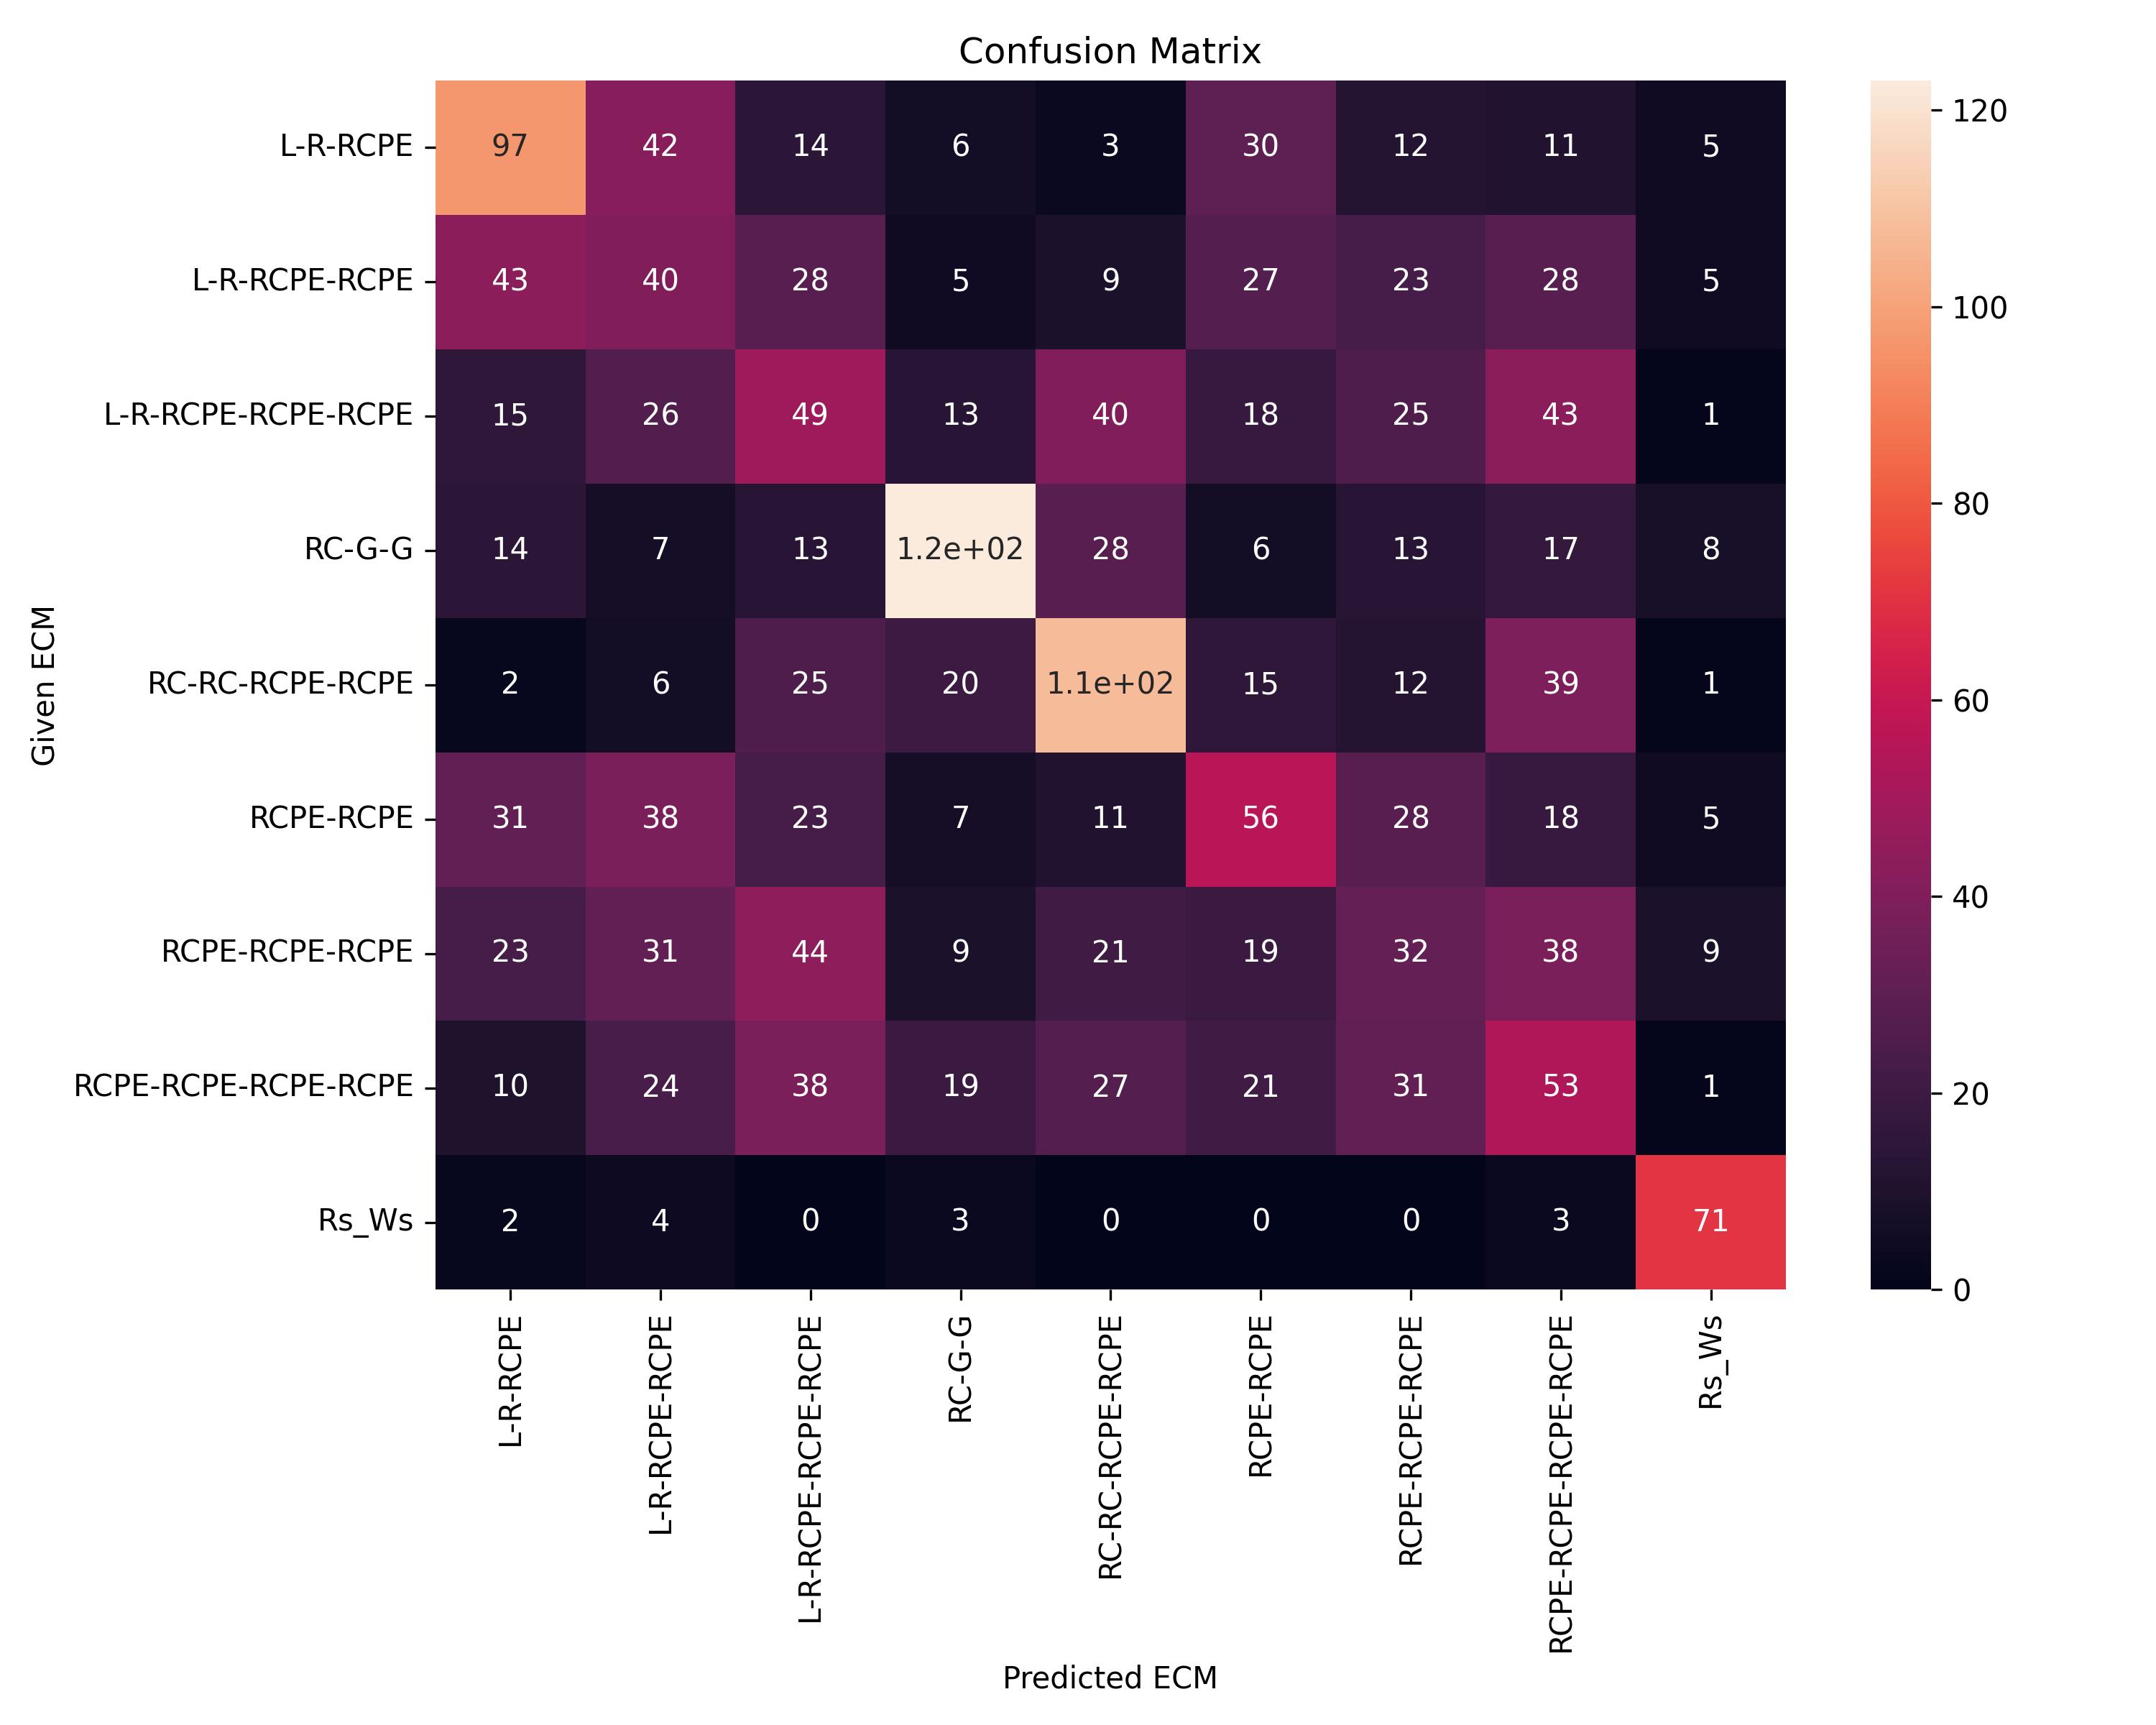 Confusion Matrix
Given ECM
L-R-RCPE 97 42 14 6 3 30 12 11 5
L-R-RCPE-RCPE 43 40 28 5 9 27 23 28 5
L-R-RCPE-RCPE-RCPE 15 26 49 13 40 18 25 43 1
RC-G-G 14 7 13 1.2e+02 28 6 13 17 8
RC-RC-RCPE-RCPE 2 6 25 20 1.1e+02 15 12 39 1
RCPE-RCPE 31 38 23 7 11 56 28 18 5
RCPE-RCPE-RCPE 23 31 44 9 21 19 32 38 9
RCPE-RCPE-RCPE-RCPE 10 24 38 19 27 21 31 53 1
Rs_Ws 2 4 0 3 0 0 0 3 71
L-R-RCPE
L-R-RCPE-RCPE
L-R-RCPE-RCPE-RCPE
RC-G-G
RC-RC-RCPE-RCPE
RCPE-RCPE
RCPE-RCPE-RCPE
RCPE-RCPE-RCPE-RCPE
Rs_Ws
Predicted ECM
120
100
80
60
40
20
0